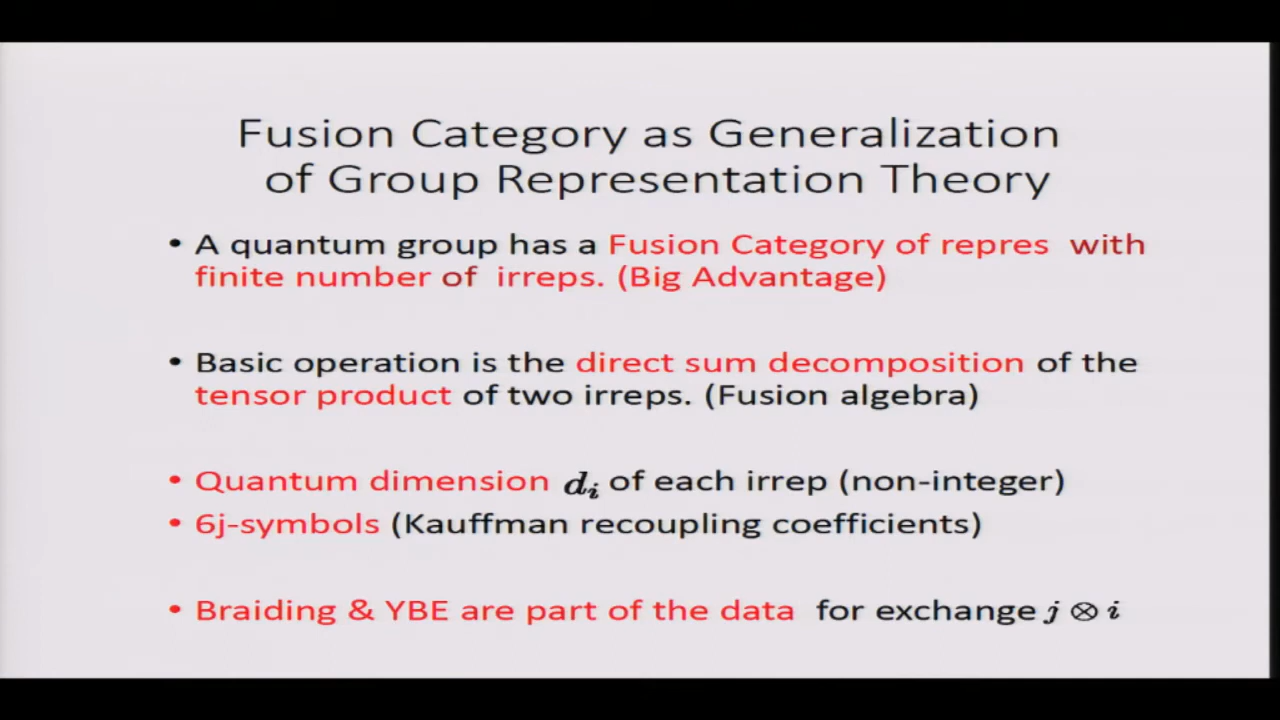 Fusion Category as Generalization
of Group Representation Theory
• A quantum group has a Fusion Category of repres with
finite number of irreps. (Big Advantage)
• Basic operation is the direct sum decomposition of the
tensor product of two irreps. (Fusion algebra)
• Quantum dimension dᵢ of each irrep (non-integer)
• 6j-symbols (Kauffman recoupling coefficients)
• Braiding & YBE are part of the data for exchange j ⊗ i